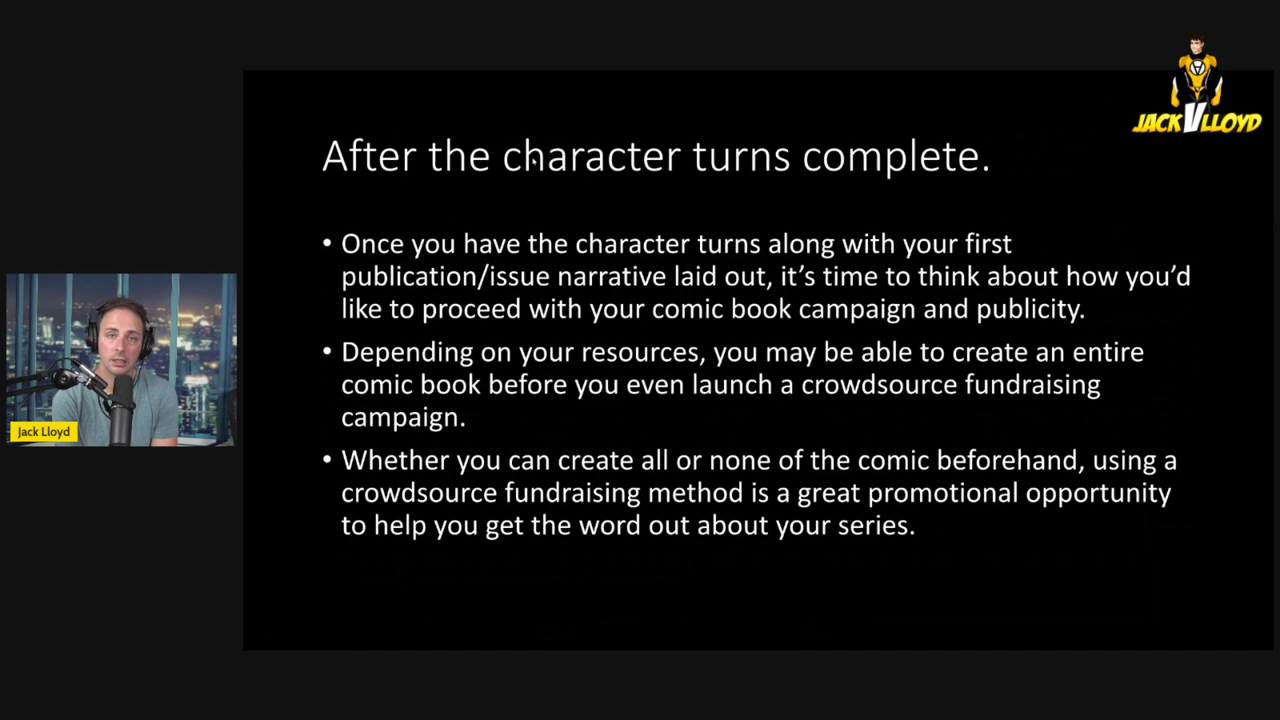 JACK V LLOYD
After the character turns complete.
• Once you have the character turns along with your first
publication/issue narrative laid out, it's time to think about how you'd
like to proceed with your comic book campaign and publicity.
• Depending on your resources, you may be able to create an entire
comic book before you even launch a crowdsource fundraising
campaign.
• Whether you can create all or none of the comic beforehand, using a
crowdsource fundraising method is a great promotional opportunity
to help you get the word out about your series.
Jack Lloyd